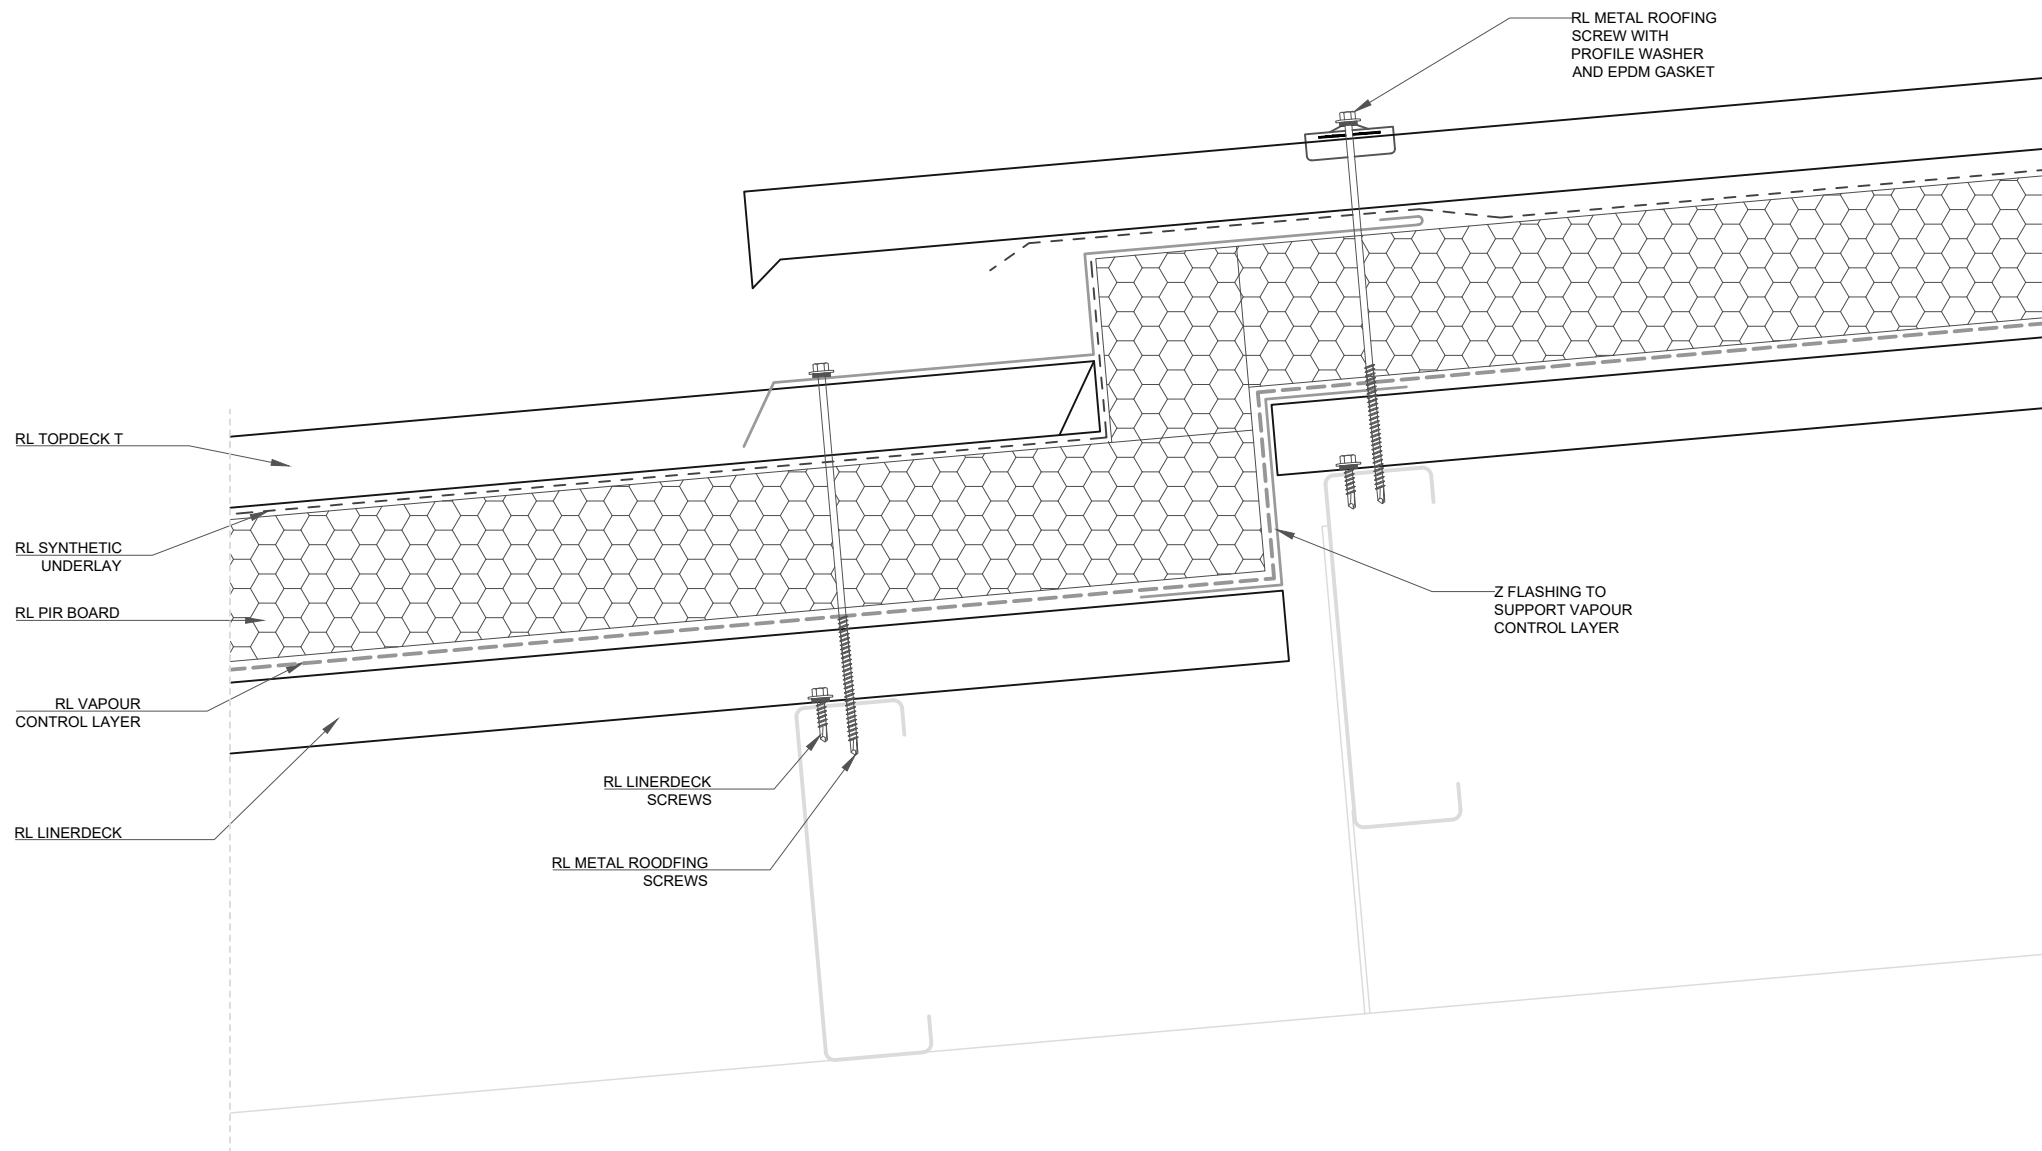 RL METAL ROOFING
SCREW WITH
PROFILE WASHER
AND EPDM GASKET
RL TOPDECK T
RL SYNTHETIC
UNDERLAY
RL PIR BOARD
RL VAPOUR
CONTROL LAYER
RL LINERDECK
RL LINERDECK
SCREWS
RL METAL ROODFING
SCREWS
Z FLASHING TO
SUPPORT VAPOUR
CONTROL LAYER